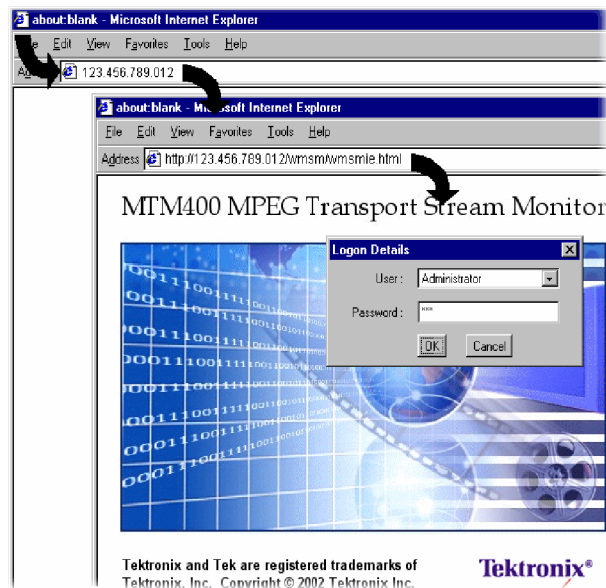 about:blank - Microsoft Internet Explorer
Edit View Favorites Tools Help
123.456.789.012
about:blank - Microsoft Internet Explorer
File Edit View Favorites Tools Help
Address http://123.456.789.012/wmsm/wmsmie.html
MTM400 MPEG Transport Stream Monitor
Logon Details
User : Administrator
Password : ***
OK Cancel
Tektronix and Tek are registered trademarks of
Tektronix, Inc. Copyright © 2002 Tektronix Inc.
Tektronix®